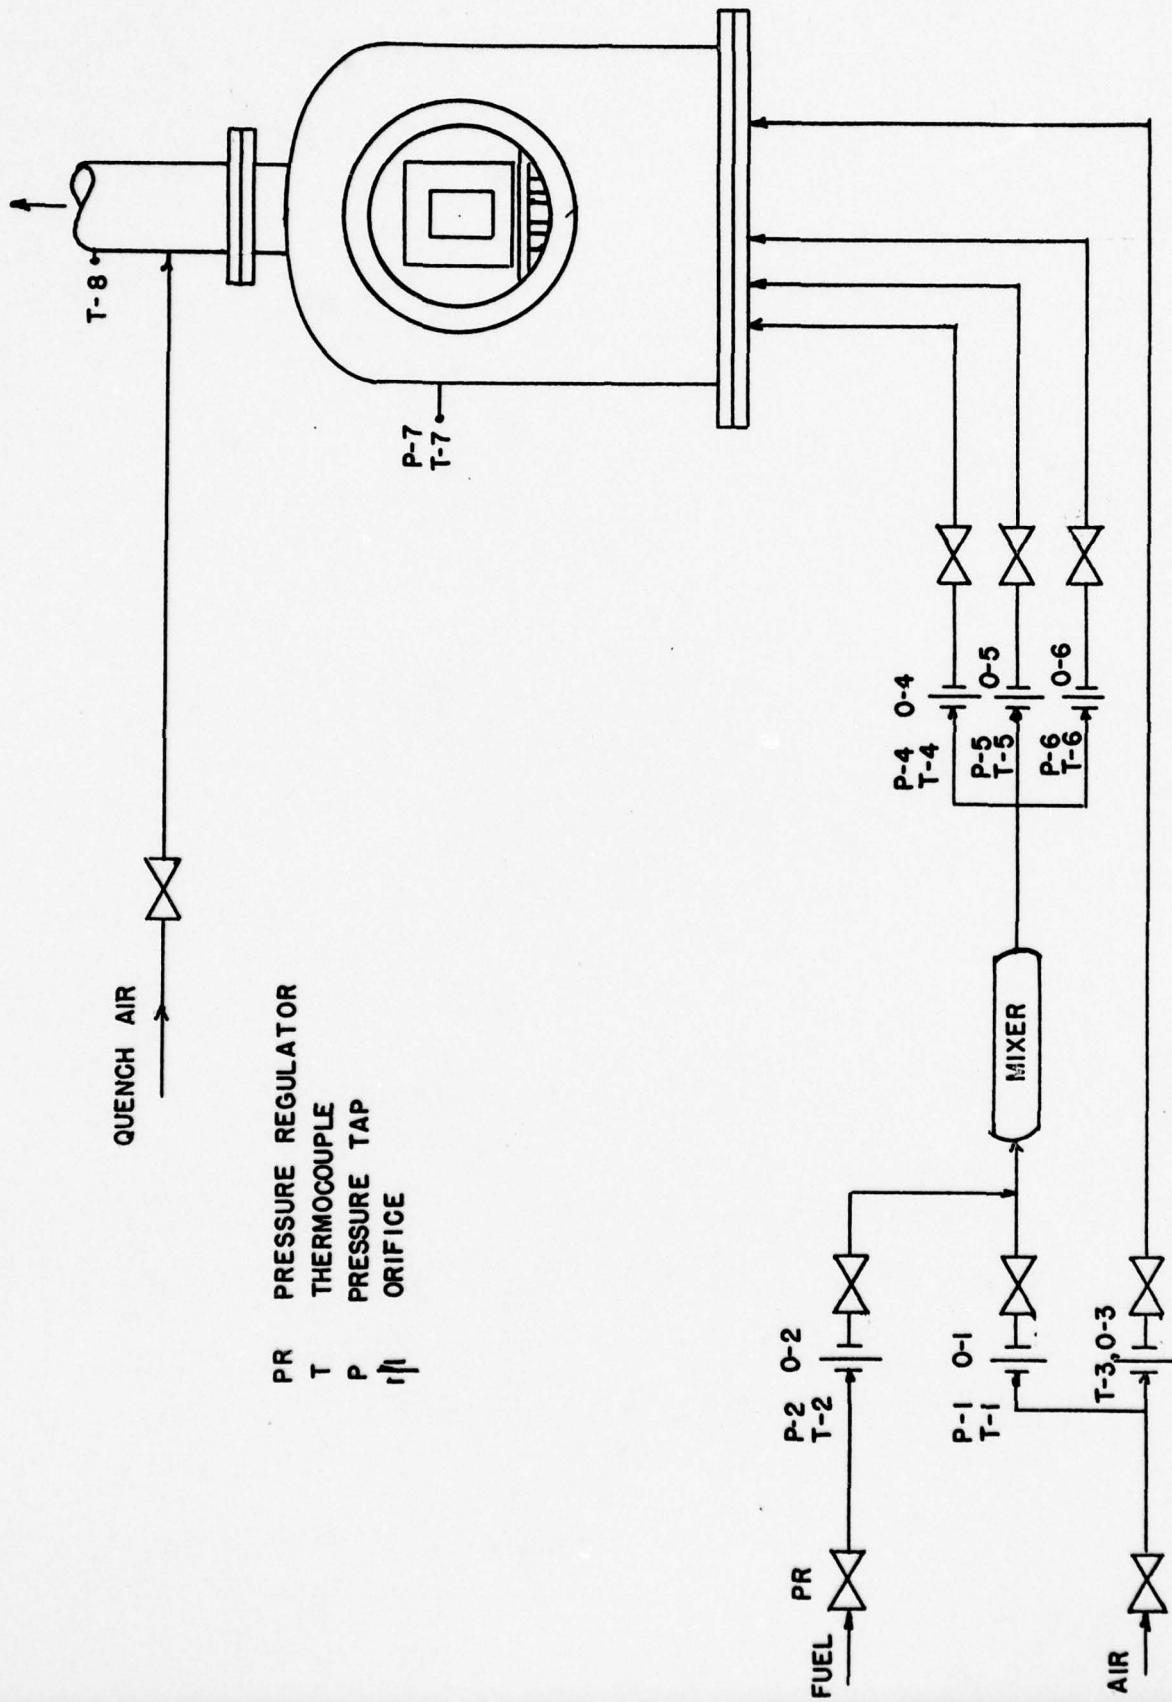 T-8
QUENCH AIR
P-7
T-7
PR PRESSURE REGULATOR
T THERMOCOUPLE
P PRESSURE TAP
ORIFICE
FUEL
PR
P-2
T-2
O-2
P-1
T-1
O-1
AIR
T-3,O-3
MIXER
P-4
T-4
O-4
P-5
T-5
O-5
P-6
T-6
O-6